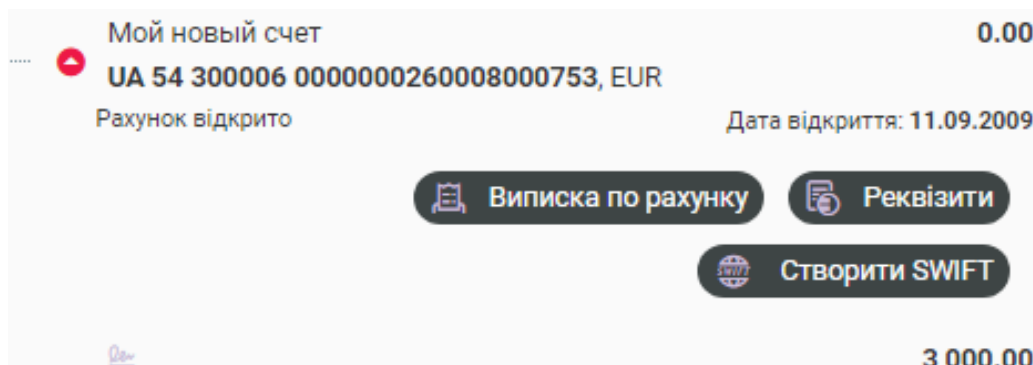 Мой новый счет 0.00
UA 54 300006 0000000260008000753, EUR
Рахунок відкрито Дата відкриття: 11.09.2009
Виписка по рахунку Реквізити
SWIFT Створити SWIFT
3 000.00